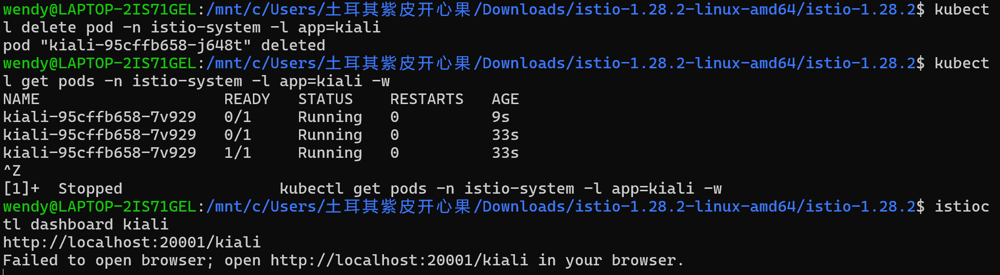 wendy@LAPTOP-2IS71GEL:/mnt/c/Users/土耳其紫皮开心果/Downloads/istio-1.28.2-linux-amd64/istio-1.28.2$ kubect
l delete pod -n istio-system -l app=kiali
pod "kiali-95cffb658-j648t" deleted
wendy@LAPTOP-2IS71GEL:/mnt/c/Users/土耳其紫皮开心果/Downloads/istio-1.28.2-linux-amd64/istio-1.28.2$ kubect
l get pods -n istio-system -l app=kiali -w
NAME                    READY   STATUS    RESTARTS   AGE
kiali-95cffb658-7v929   0/1     Running   0          9s
kiali-95cffb658-7v929   0/1     Running   0          33s
kiali-95cffb658-7v929   1/1     Running   0          33s
^Z
[1]+  Stopped                 kubectl get pods -n istio-system -l app=kiali -w
wendy@LAPTOP-2IS71GEL:/mnt/c/Users/土耳其紫皮开心果/Downloads/istio-1.28.2-linux-amd64/istio-1.28.2$ istioc
tl dashboard kiali
http://localhost:20001/kiali
Failed to open browser; open http://localhost:20001/kiali in your browser.